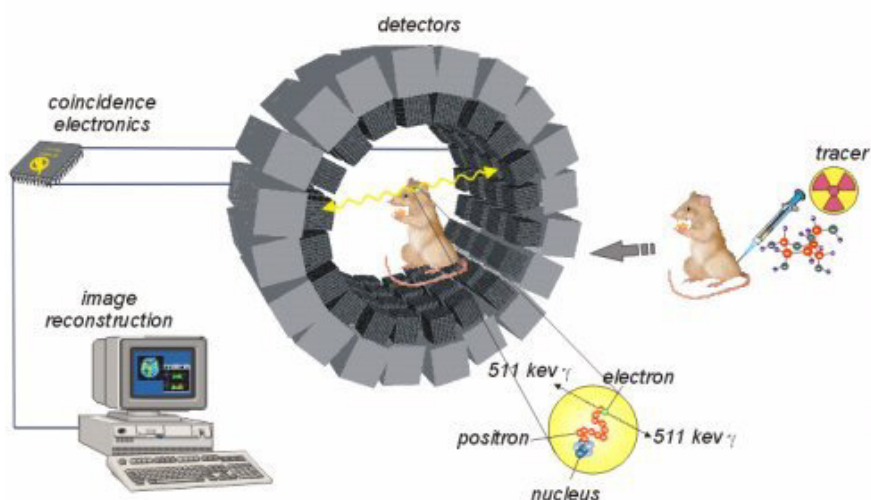 detectors
coincidence
electronics
tracer
image
reconstruction
511 kev γ
electron
positron
511 kev γ
nucleus